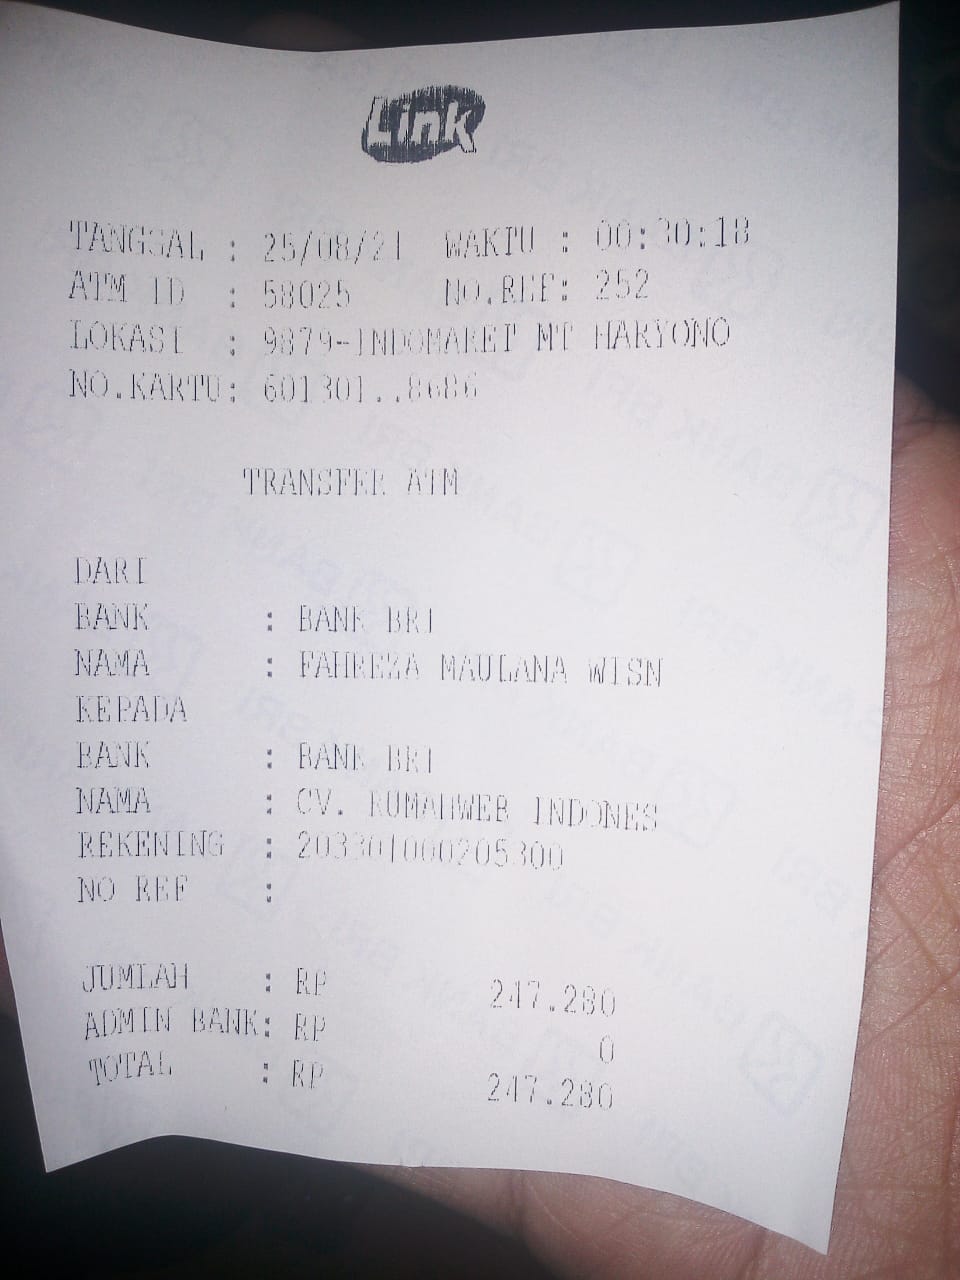 Link
TANGGAL : 25/08/21 WAKTU : 00:30:18
ATM ID : 58025 NO.REF: 252
LOKASI : 9879-INDOMARET MT HARYONO
NO.KARTU: 601301..8686
TRANSFER ATM
DARI
BANK : BANK BRI
NAMA : FAHREZA MAULANA WISN
KEPADA
BANK : BANK BRI
NAMA : CV. RUMAHWEB INDONES
REKENING : 203301000205300
NO REF :
JUMLAH : RP 247.280
ADMIN BANK: RP 0
TOTAL : RP 247.280